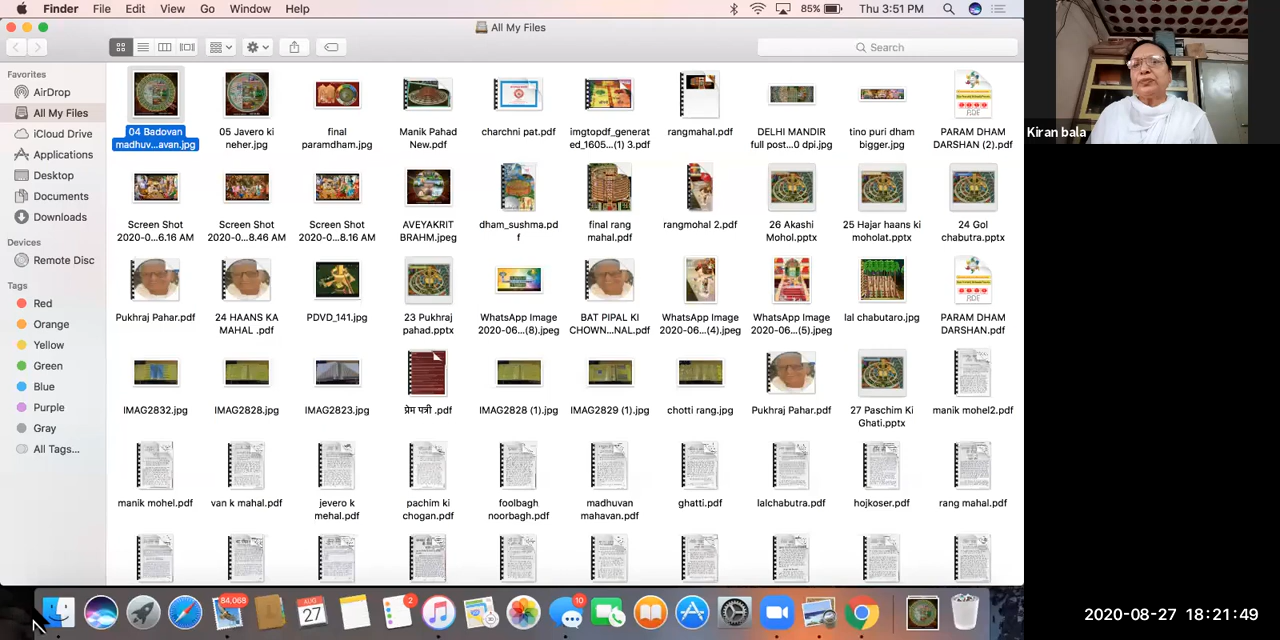 Finder File Edit View Go Window Help
85% Thu 3:51 PM
All My Files
Search
Favorites
AirDrop
All My Files
iCloud Drive
Applications
Desktop
Documents
Downloads
Devices
Remote Disc
Tags
Red
Orange
Yellow
Green
Blue
Purple
Gray
All Tags...
04 Badovan
madhuv...avan.jpg
05 Javero ki
neher.jpg
final
paramdham.jpg
Manik Pahad
New.pdf
charchni pat.pdf
imgtopdf_generat
ed_1605...(1) 3.pdf
rangmahal.pdf
DELHI MANDIR
full post...0 dpi.jpg
tino puri dham
bigger.jpg
PARAM DHAM
DARSHAN (2).pdf
Screen Shot
2020-0...6.16 AM
Screen Shot
2020-0...8.46 AM
Screen Shot
2020-0...8.16 AM
AVEYAKRIT
BRAHM.jpeg
dham_sushma.pd
f
final rang
mahal.pdf
rangmohal 2.pdf
26 Akashi
Mohol.pptx
25 Hajar haans ki
moholat.pptx
24 Gol
chabutra.pptx
Pukhraj Pahar.pdf
24 HAANS KA
MAHAL .pdf
PDVD_141.jpg
23 Pukhraj
pahad.pptx
WhatsApp Image
2020-06...(8).jpeg
BAT PIPAL KI
CHOWN...NAL.pdf
WhatsApp Image
2020-06...(4).jpeg
WhatsApp Image
2020-06...(5).jpeg
lal chabutaro.jpg
PARAM DHAM
DARSHAN.pdf
IMAG2832.jpg
IMAG2828.jpg
IMAG2823.jpg
प्रेम पत्री .pdf
IMAG2828 (1).jpg
IMAG2829 (1).jpg
chotti rang.jpg
Pukhraj Pahar.pdf
27 Paschim Ki
Ghati.pptx
manik mohel2.pdf
manik mohel.pdf
van k mahal.pdf
jevero k
mehal.pdf
pachim ki
chogan.pdf
foolbagh
noorbagh.pdf
madhuvan
mahavan.pdf
ghatti.pdf
lalchabutra.pdf
hojkoser.pdf
rang mahal.pdf
84,068
AUG
27
2
10
Kiran bala
2020-08-27 18:21:49